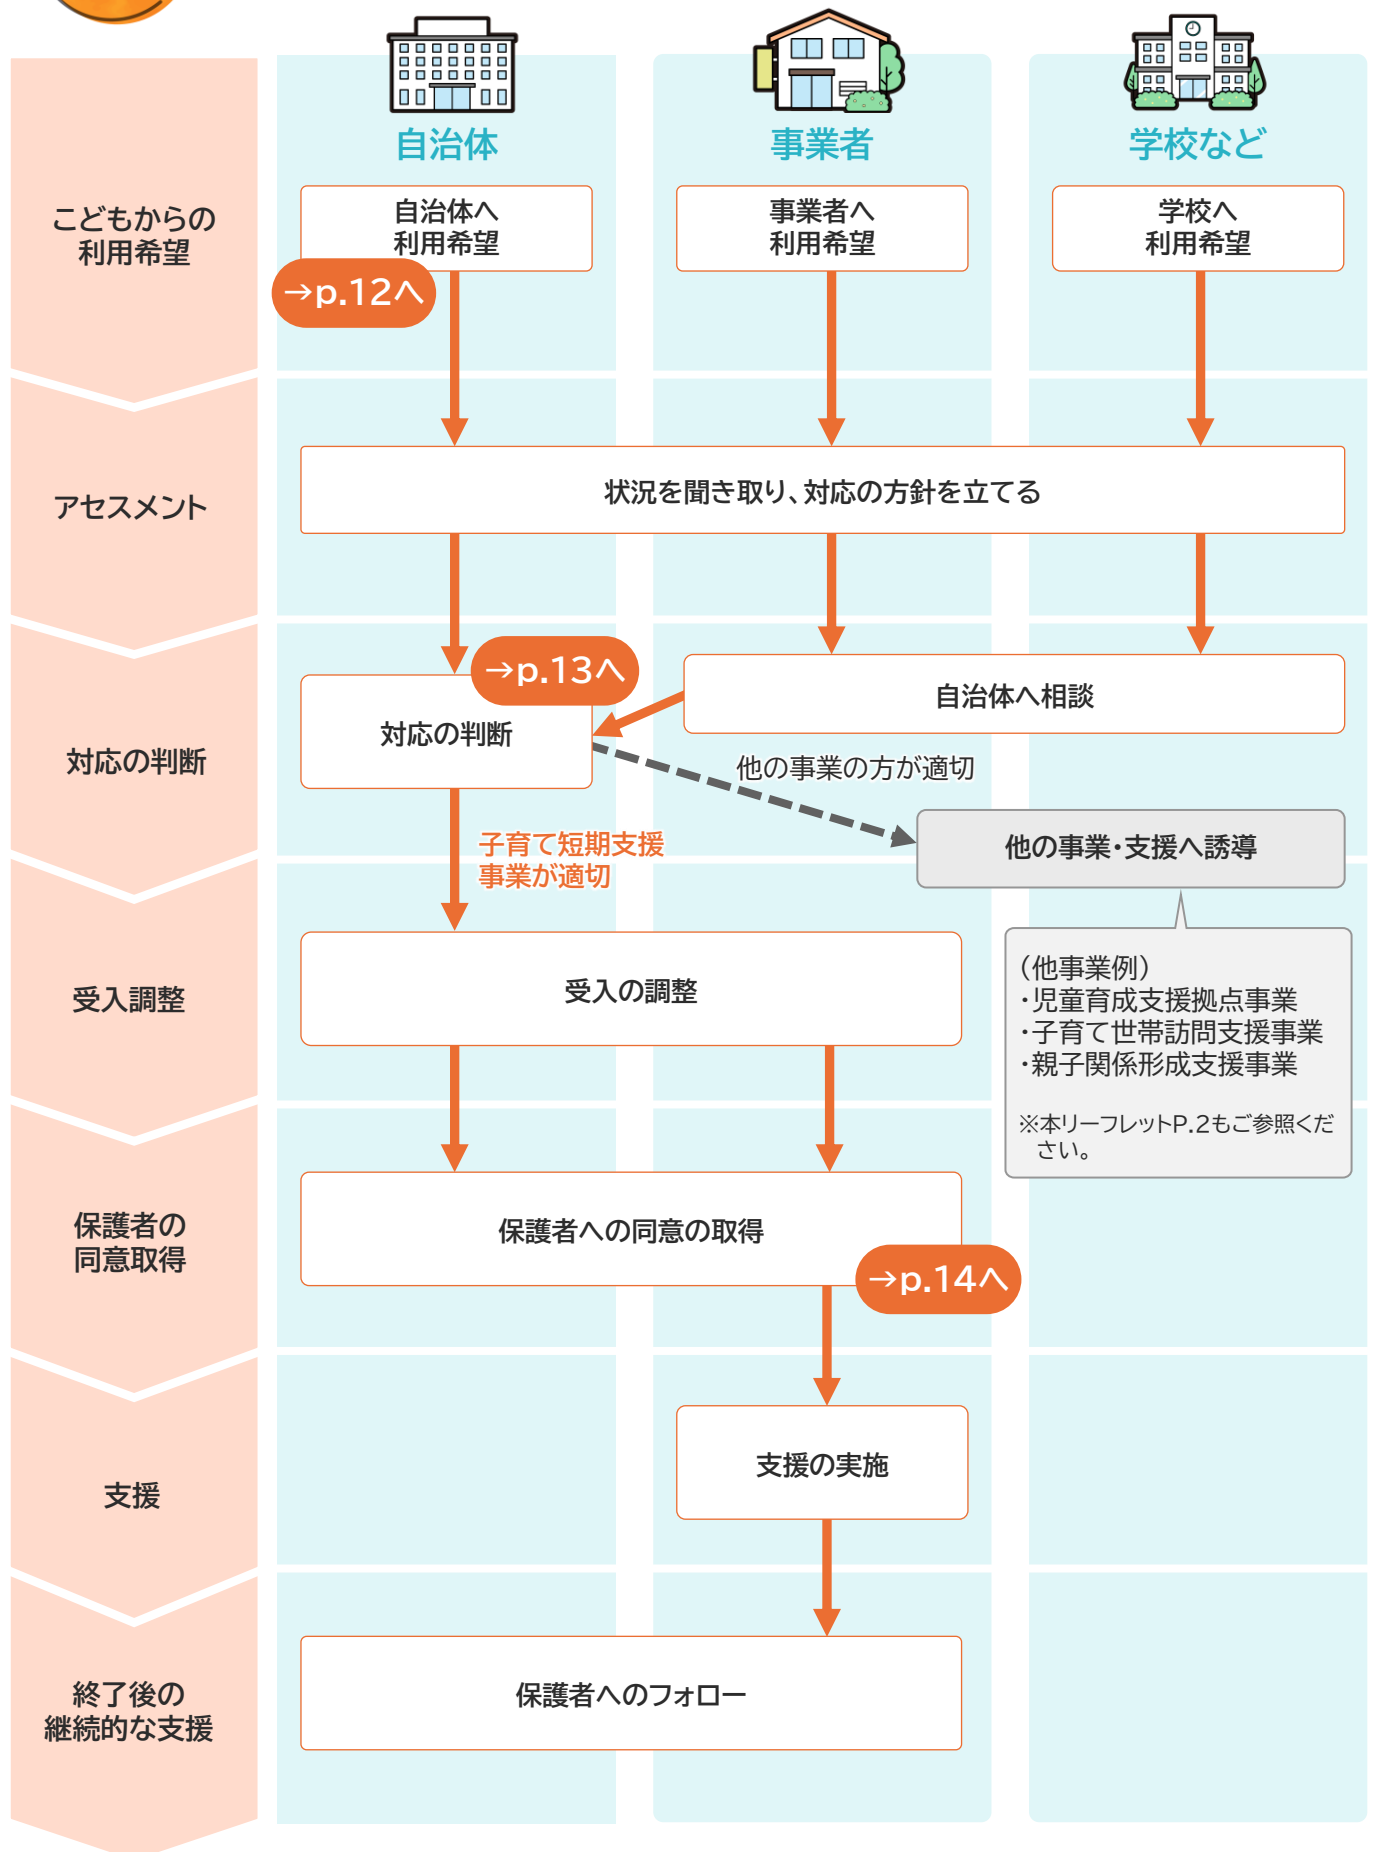 自治体
事業者
学校など
こどもからの
利用希望
自治体へ
利用希望
→p.12へ
事業者へ
利用希望
学校へ
利用希望
アセスメント
状況を聞き取り、対応の方針を立てる
対応の判断
→p.13へ
対応の判断
自治体へ相談
他の事業の方が適切
他の事業・支援へ誘導
子育て短期支援
事業が適切
(他事業例)
・児童育成支援拠点事業
・子育て世帯訪問支援事業
・親子関係形成支援事業
※本リーフレットP.2もご参照くだ
さい。
受入調整
受入の調整
保護者の
同意取得
保護者への同意の取得
→p.14へ
支援
支援の実施
終了後の
継続的な支援
保護者へのフォロー